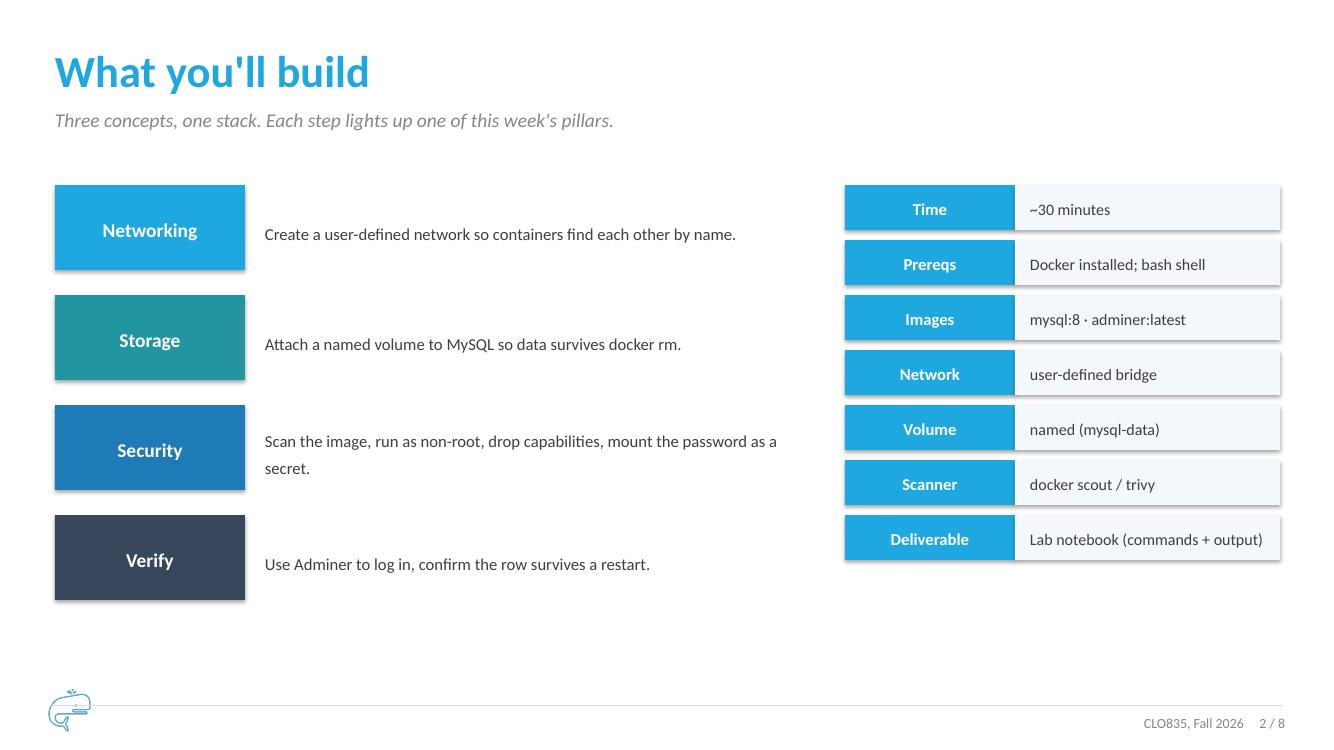 What you'll build
Three concepts, one stack. Each step lights up one of this week's pillars.
Networking
Create a user-defined network so containers find each other by name.
Storage
Attach a named volume to MySQL so data survives docker rm.
Security
Scan the image, run as non-root, drop capabilities, mount the password as a
secret.
Verify
Use Adminer to log in, confirm the row survives a restart.
Time
~30 minutes
Prereqs
Docker installed; bash shell
Images
mysql:8 · adminer:latest
Network
user-defined bridge
Volume
named (mysql-data)
Scanner
docker scout / trivy
Deliverable
Lab notebook (commands + output)
CLO835, Fall 2026 2 / 8